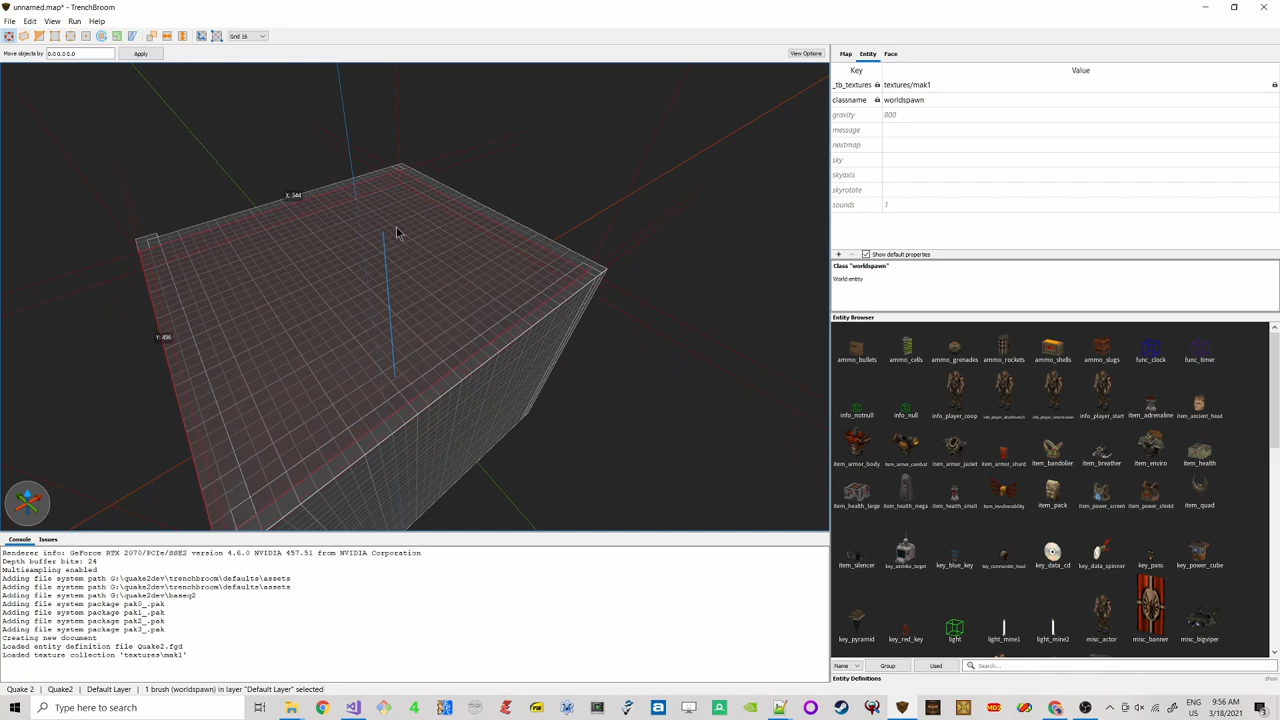 unnamed.map* - TrenchBroom
File Edit View Run Help
Grid 16
Move objects by 0.0 0.0 0.0 Apply View Options
X: 544
Y: 496
Map Entity Face
Key Value
_tb_textures textures/mak1
classname worldspawn
gravity 800
message
nextmap
sky
skyaxis
skyrotate
sounds 1
+ - Show default properties
Class "worldspawn"
World entity
Entity Browser
ammo_bullets ammo_cells ammo_grenades ammo_rockets ammo_shells ammo_slugs func_clock func_timer
info_notnull info_null info_player_coop info_player_deathmatch info_player_intermission info_player_start item_adrenaline item_ancient_head
item_armor_body item_armor_combat item_armor_jacket item_armor_shard item_bandolier item_breather item_enviro item_health
item_health_large item_health_mega item_health_small item_invulnerability item_pack item_power_screen item_power_shield item_quad
item_silencer key_airstrike_target key_blue_key key_commander_head key_data_cd key_data_spinner key_pass key_power_cube
key_pyramid key_red_key light light_mine1 light_mine2 misc_actor misc_banner misc_bigviper
Name Group Used Search...
Entity Definitions show
Console Issues
Renderer info: GeForce RTX 2070/PCIe/SSE2 version 4.6.0 NVIDIA 457.51 from NVIDIA Corporation
Depth buffer bits: 24
Multisampling enabled
Adding file system path G:\quake2dev\trenchbroom\defaults\assets
Adding file system path G:\quake2dev\trenchbroom\defaults\assets
Adding file system path G:\quake2dev\baseq2
Adding file system package pak0_.pak
Adding file system package pak1_.pak
Adding file system package pak2_.pak
Adding file system package pak3_.pak
Creating new document
Loaded entity definition file Quake2.fgd
Loaded texture collection 'textures\mak1'
Quake 2 Quake2 Default Layer 1 brush (worldspawn) in layer "Default Layer" selected
Type here to search
ENG
US
9:56 AM
3/18/2021